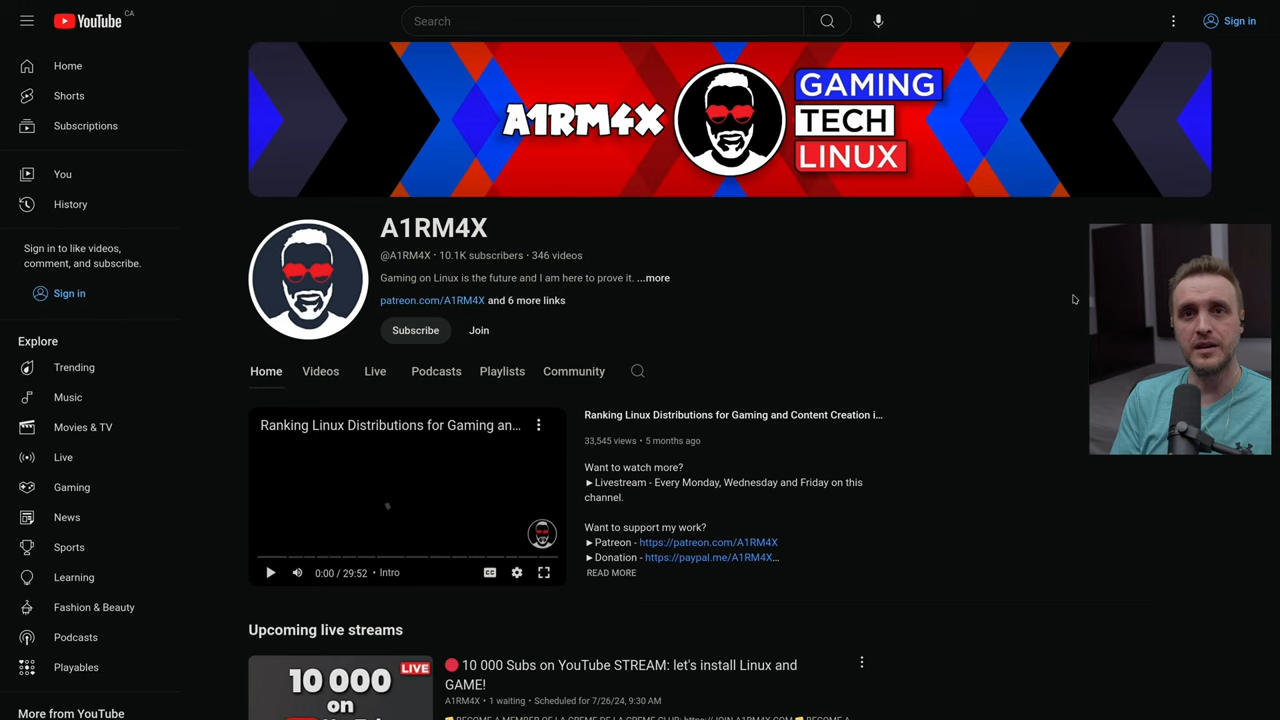 YouTube CA
Search
Sign in
Home
Shorts
Subscriptions
You
History
Sign in to like videos,
comment, and subscribe.
Sign in
Explore
Trending
Music
Movies & TV
Live
Gaming
News
Sports
Learning
Fashion & Beauty
Podcasts
Playables
More from YouTube
A1RM4X
GAMING
TECH
LINUX
A1RM4X
@A1RM4X • 10.1K subscribers • 346 videos
Gaming on Linux is the future and I am here to prove it. ...more
patreon.com/A1RM4X and 6 more links
Subscribe Join
Home Videos Live Podcasts Playlists Community
Ranking Linux Distributions for Gaming an...
0:00 / 29:52 • Intro
CC
Ranking Linux Distributions for Gaming and Content Creation i...
33,545 views • 5 months ago
Want to watch more?
►Livestream - Every Monday, Wednesday and Friday on this
channel.
Want to support my work?
►Patreon - https://patreon.com/A1RM4X
►Donation - https://paypal.me/A1RM4X...
READ MORE
Upcoming live streams
LIVE
10 000
on
10 000 Subs on YouTube STREAM: let's install Linux and
GAME!
A1RM4X • 1 waiting • Scheduled for 7/26/24, 9:30 AM